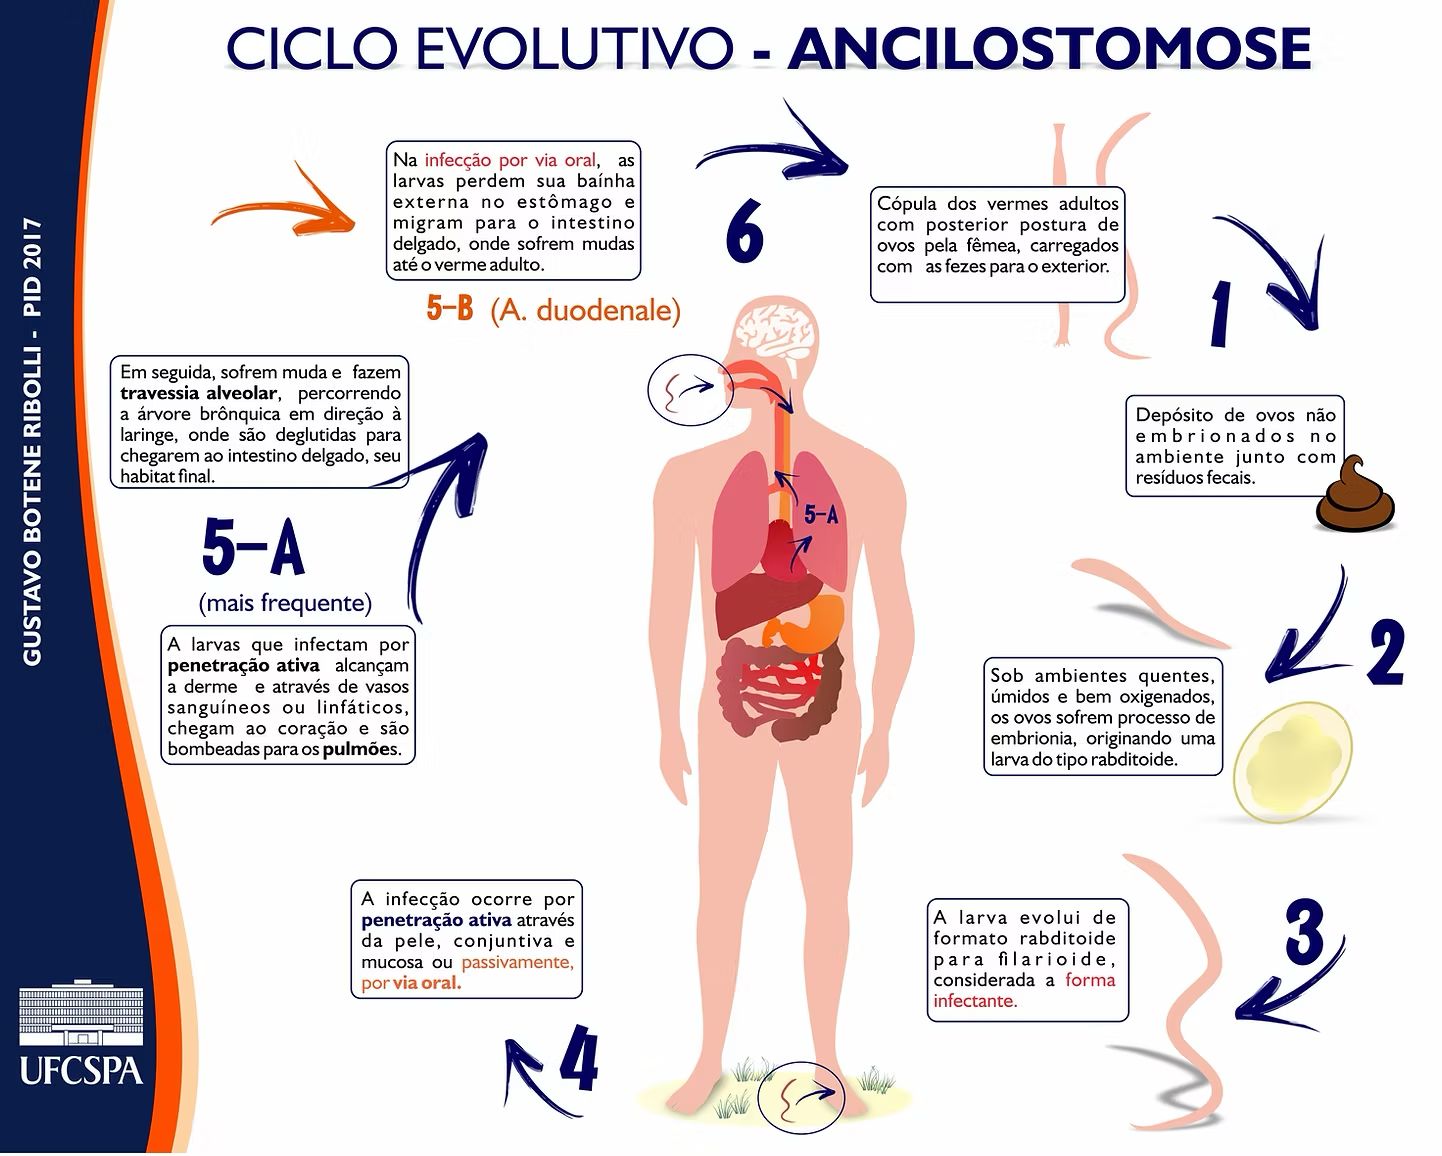 CICLO EVOLUTIVO - ANCILOSTOMOSE
GUSTAVO BOTENE RIBOLLI - PID 2017
UFCSPA
6
Cópula dos vermes adultos
com posterior postura de
ovos pela fêmea, carregados
com as fezes para o exterior.
1
Depósito de ovos não
embrionados no
ambiente junto com
resíduos fecais.
2
Sob ambientes quentes,
úmidos e bem oxigenados,
os ovos sofrem processo de
embrionia, originando uma
larva do tipo rabditoide.
3
A larva evolui de
formato rabditoide
para filarioide,
considerada a forma
infectante.
4
A infecção ocorre por
penetração ativa através
da pele, conjuntiva e
mucosa ou passivamente,
por via oral.
A larvas que infectam por
penetração ativa alcançam
a derme e através de vasos
sanguíneos ou linfáticos,
chegam ao coração e são
bombeadas para os pulmões.
5-A
(mais frequente)
Em seguida, sofrem muda e fazem
travessia alveolar, percorrendo
a árvore brônquica em direção à
laringe, onde são deglutidas para
chegarem ao intestino delgado, seu
habitat final.
Na infecção por via oral, as
larvas perdem sua baínha
externa no estômago e
migram para o intestino
delgado, onde sofrem mudas
até o verme adulto.
5-B (A. duodenale)
5-A